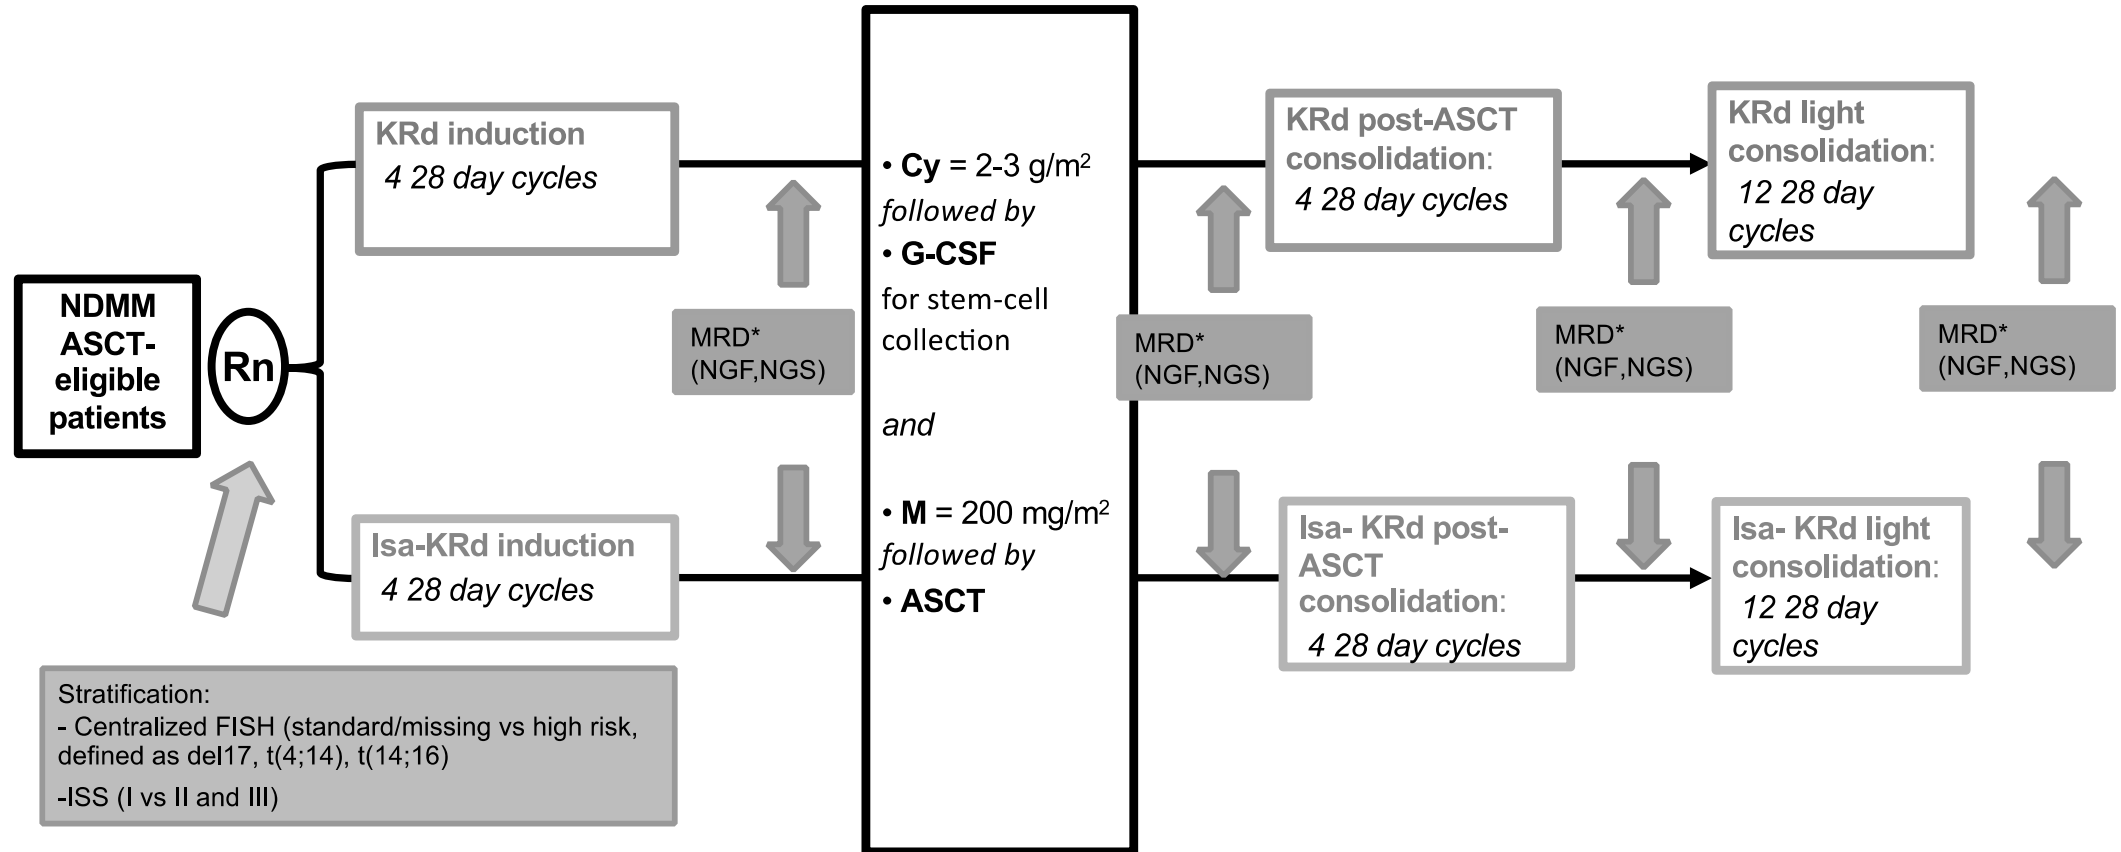 NDMM
ASCT-
eligible
patients
Rn
KRd induction
4 28 day cycles
Isa-KRd induction
4 28 day cycles
Stratification:
- Centralized FISH (standard/missing vs high risk,
defined as del17, t(4;14), t(14;16)
-ISS (I vs II and III)
MRD*
(NGF,NGS)
• Cy = 2-3 g/m²
followed by
• G-CSF
for stem-cell
collection
and
• M = 200 mg/m²
followed by
• ASCT
MRD*
(NGF,NGS)
KRd post-ASCT
consolidation:
4 28 day cycles
Isa- KRd post-
ASCT
consolidation:
4 28 day cycles
MRD*
(NGF,NGS)
KRd light
consolidation:
12 28 day
cycles
Isa- KRd light
consolidation:
12 28 day
cycles
MRD*
(NGF,NGS)